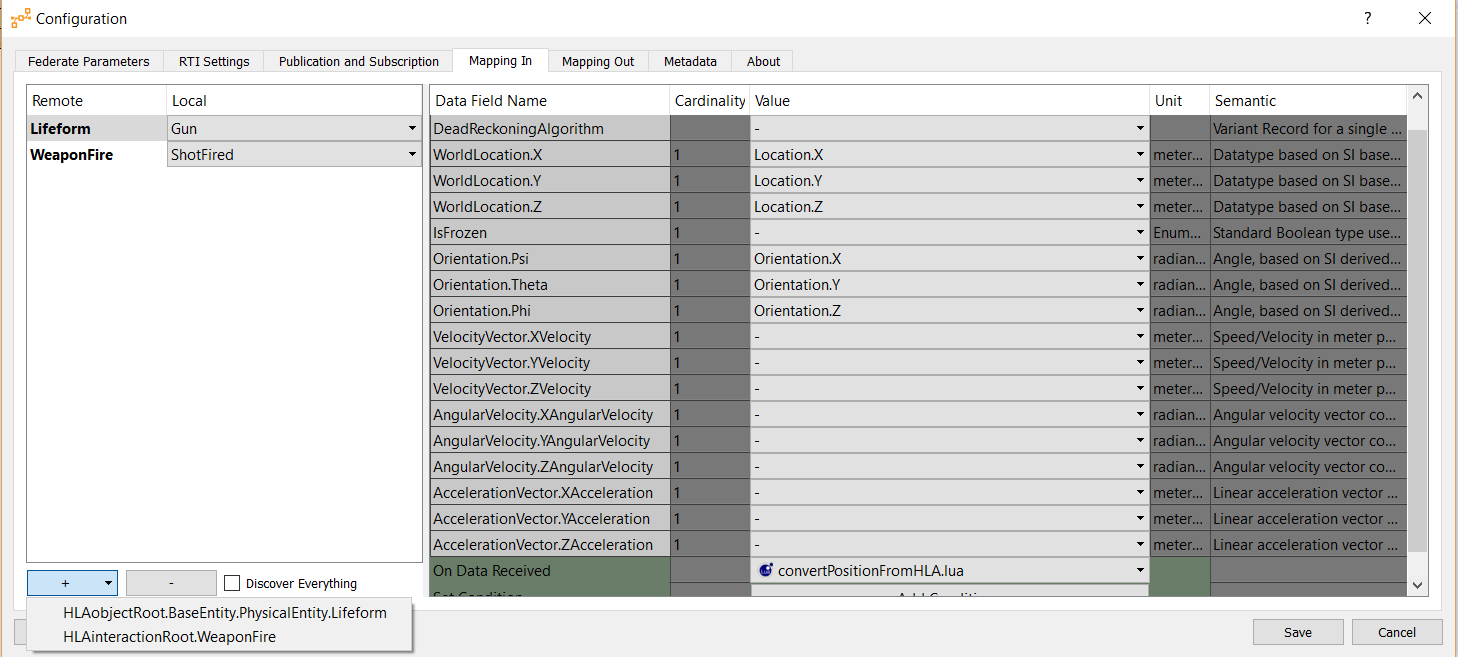 Configuration
? ×
Federate Parameters RTI Settings Publication and Subscription Mapping In Mapping Out Metadata About
Remote Local
Lifeform Gun
WeaponFire ShotFired
Data Field Name Cardinality Value Unit Semantic
DeadReckoningAlgorithm - Variant Record for a single ...
WorldLocation.X 1 Location.X meter... Datatype based on SI base...
WorldLocation.Y 1 Location.Y meter... Datatype based on SI base...
WorldLocation.Z 1 Location.Z meter... Datatype based on SI base...
IsFrozen 1 - Enum... Standard Boolean type use...
Orientation.Psi 1 Orientation.X radian... Angle, based on SI derived...
Orientation.Theta 1 Orientation.Y radian... Angle, based on SI derived...
Orientation.Phi 1 Orientation.Z radian... Angle, based on SI derived...
VelocityVector.XVelocity 1 - meter... Speed/Velocity in meter p...
VelocityVector.YVelocity 1 - meter... Speed/Velocity in meter p...
VelocityVector.ZVelocity 1 - meter... Speed/Velocity in meter p...
AngularVelocity.XAngularVelocity 1 - radian... Angular velocity vector co...
AngularVelocity.YAngularVelocity 1 - radian... Angular velocity vector co...
AngularVelocity.ZAngularVelocity 1 - radian... Angular velocity vector co...
AccelerationVector.XAcceleration 1 - meter... Linear acceleration vector ...
AccelerationVector.YAcceleration 1 - meter... Linear acceleration vector ...
AccelerationVector.ZAcceleration 1 - meter... Linear acceleration vector ...
On Data Received convertPositionFromHLA.lua
Set Condition Add Conditi
+ - Discover Everything
HLAobjectRoot.BaseEntity.PhysicalEntity.Lifeform
HLAinteractionRoot.WeaponFire
Save Cancel